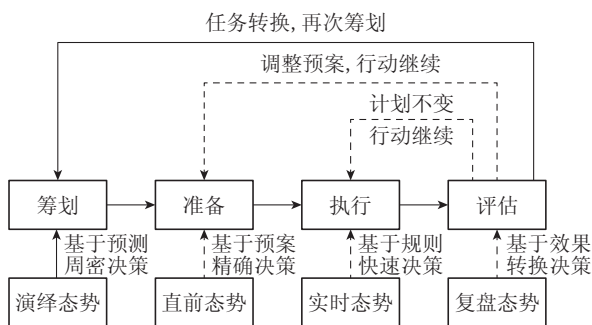 任务转换, 再次筹划
调整预案, 行动继续
计划不变
行动继续
筹划
准备
执行
评估
基于预测
周密决策
基于预案
精确决策
基于规则
快速决策
基于效果
转换决策
演绎态势
直前态势
实时态势
复盘态势